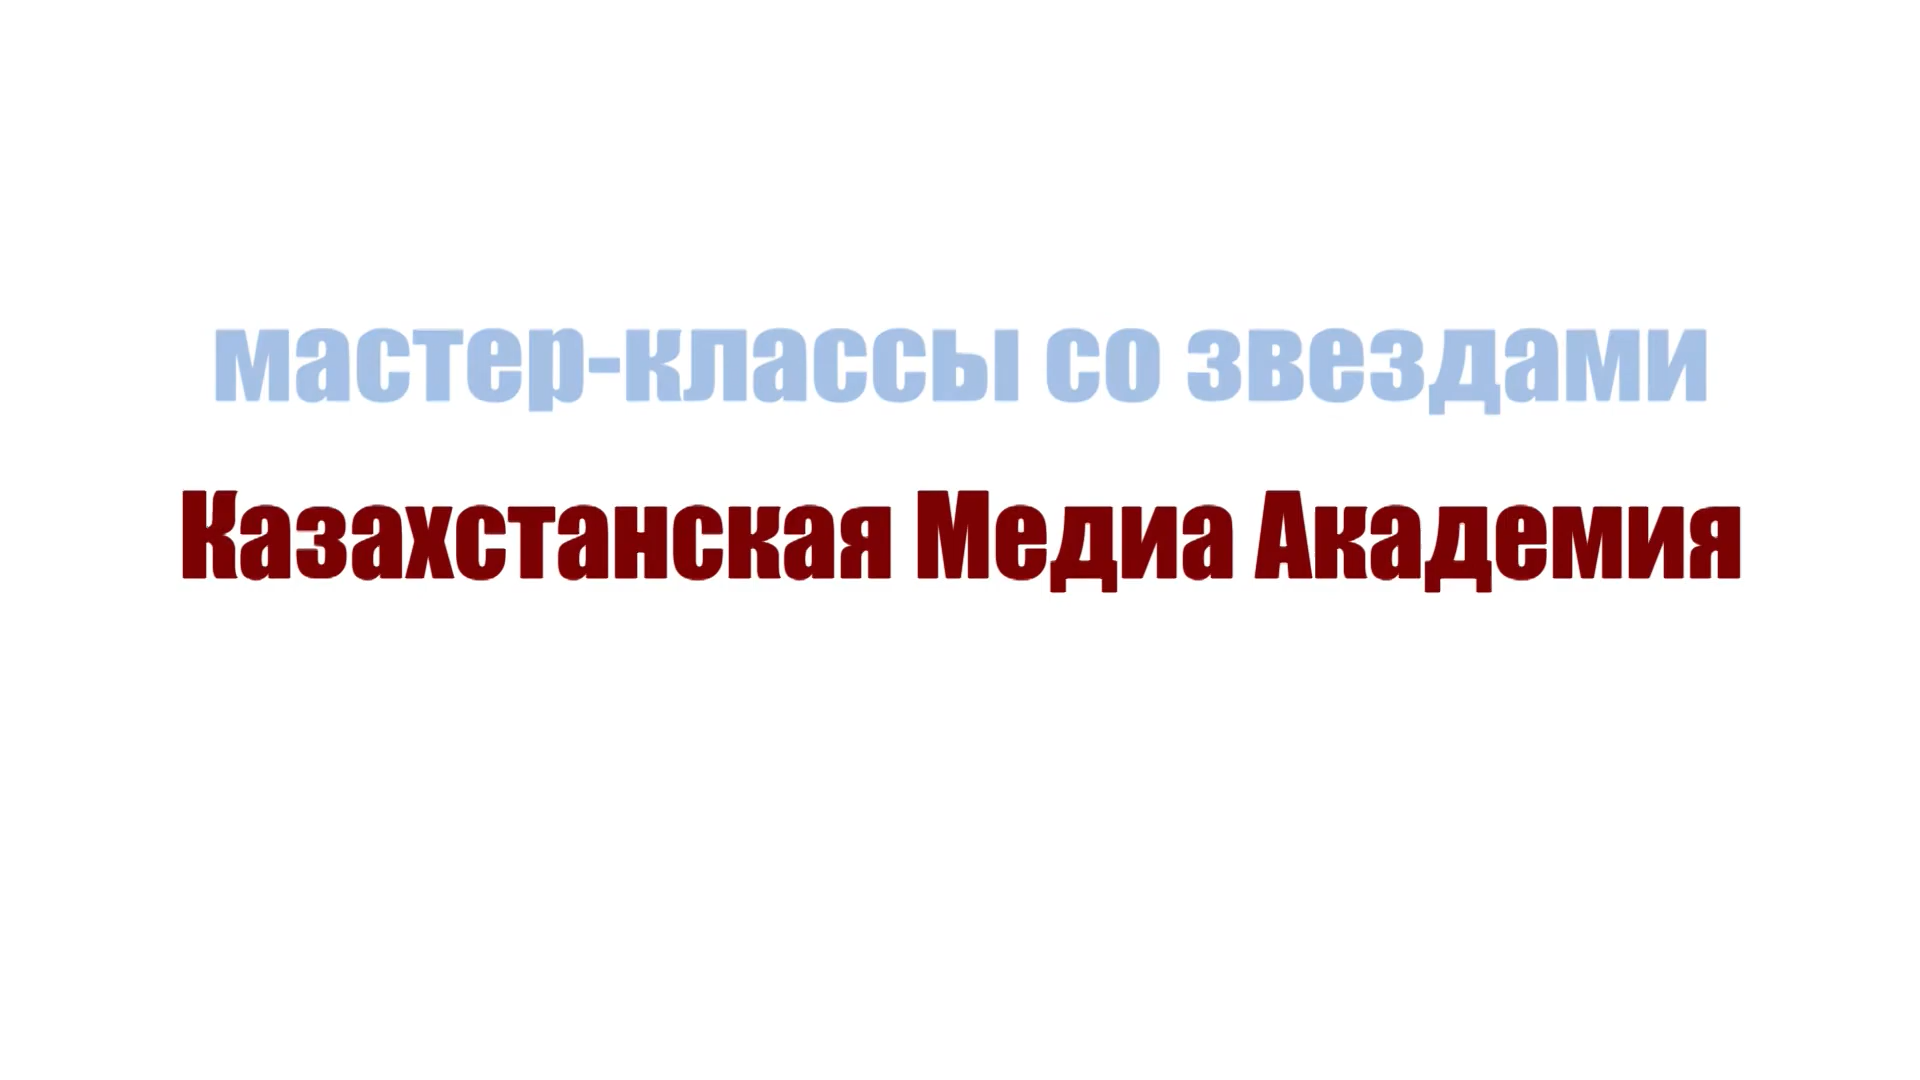 мастер-классы со звездами
Казахстанская Медиа Академия